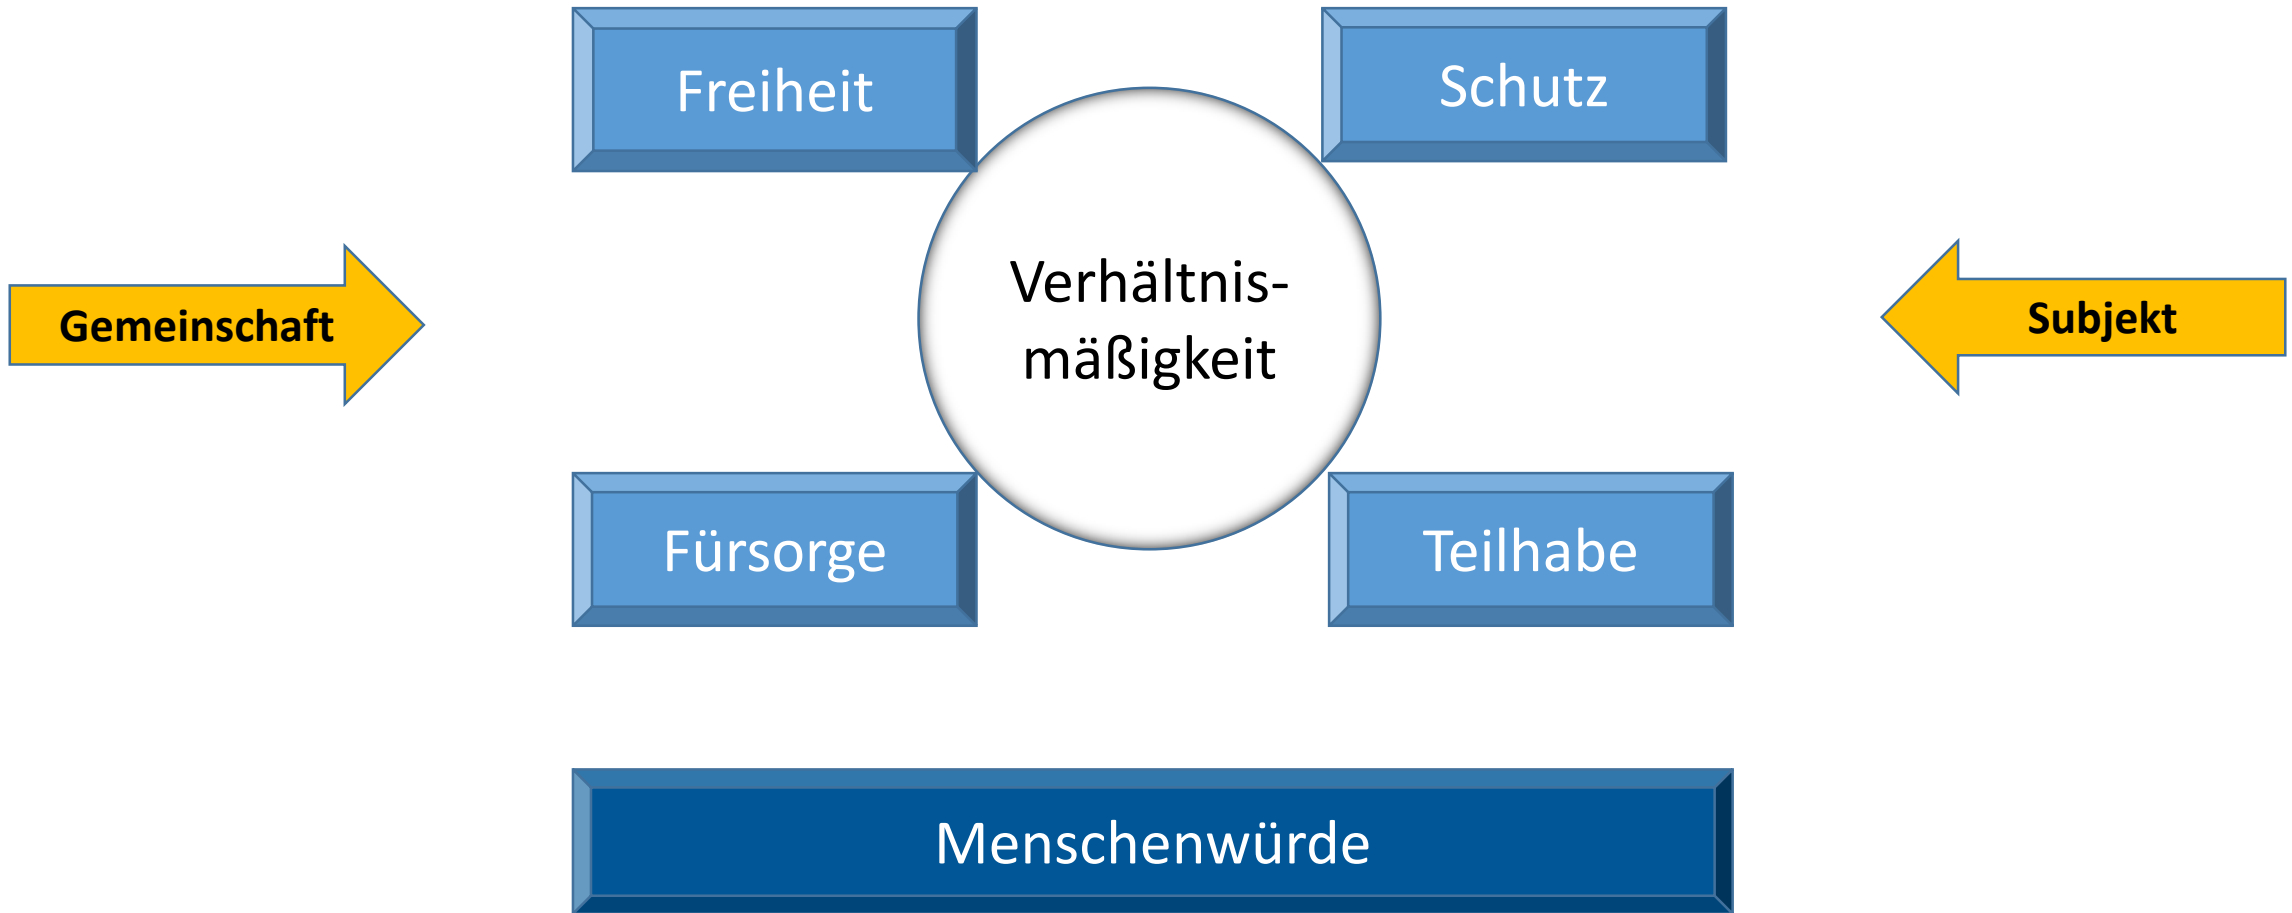 Freiheit
Schutz
Verhältnis-
mäßigkeit
Gemeinschaft
Subjekt
Fürsorge
Teilhabe
Menschenwürde